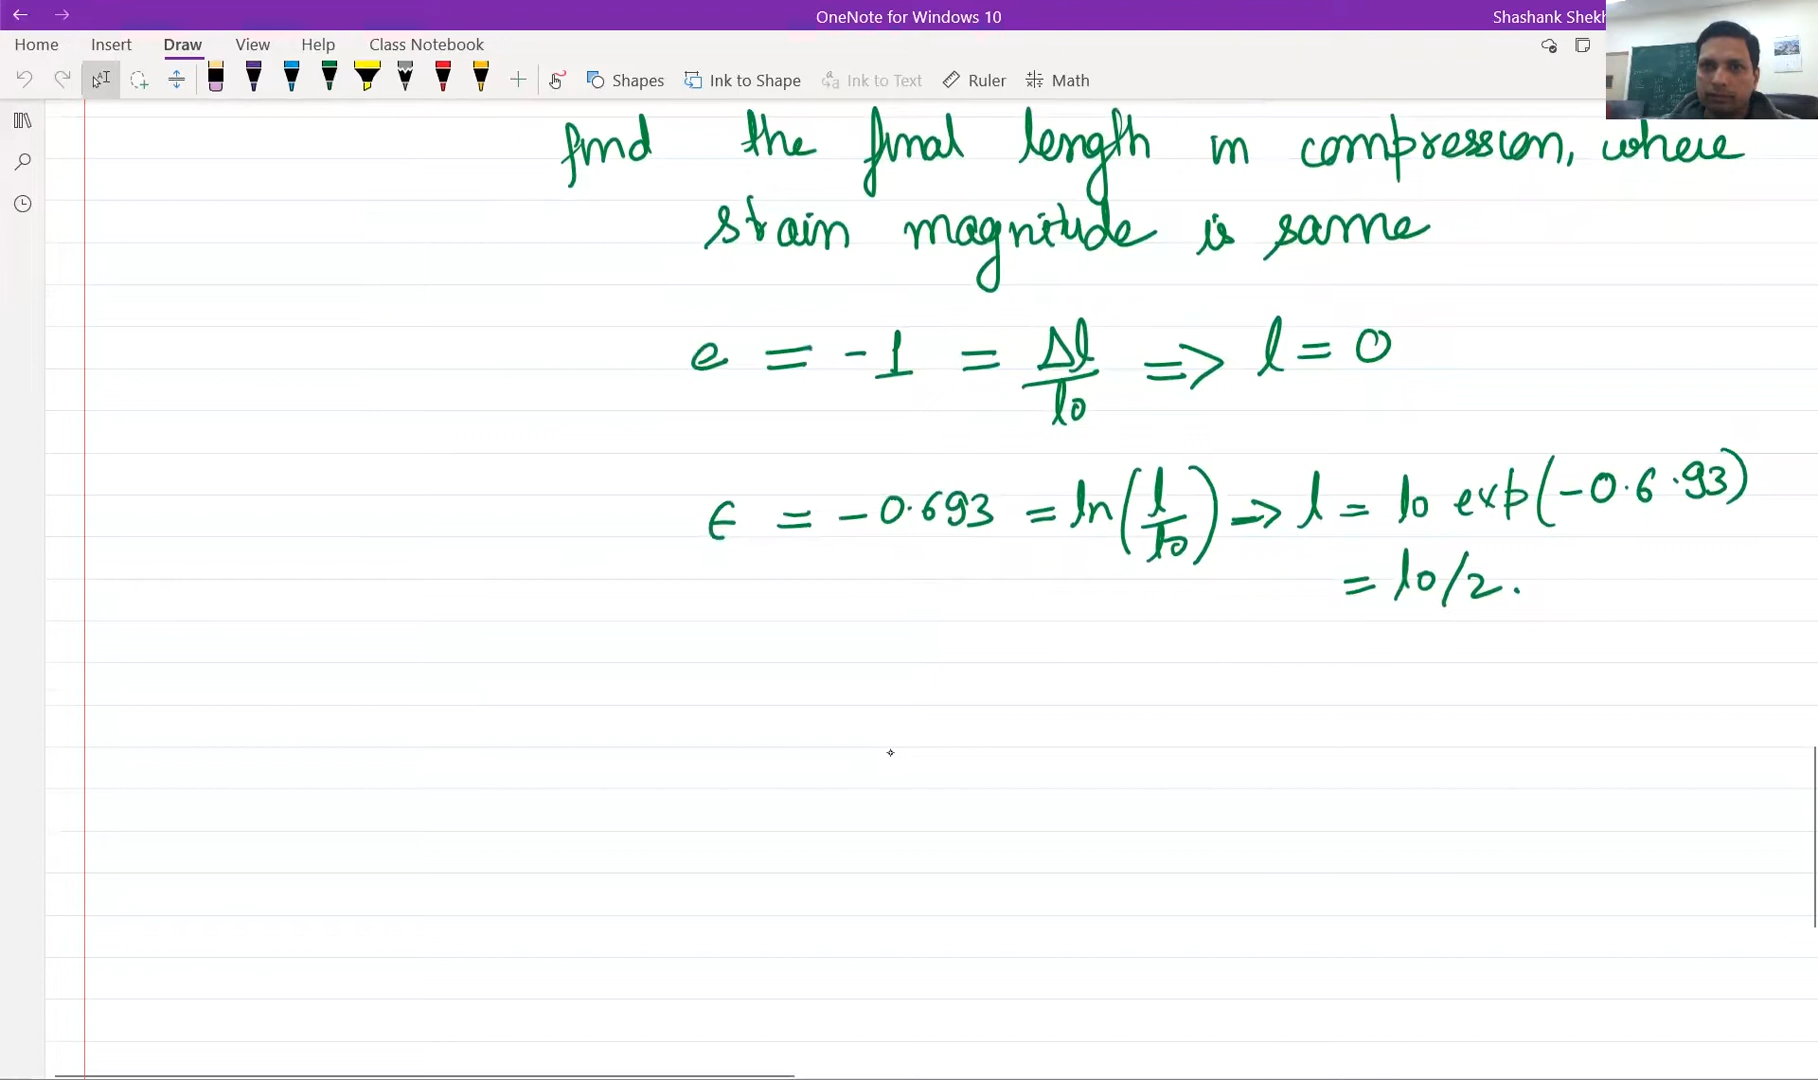 OneNote for Windows 10
Shashank Shekh
Home Insert Draw View Help Class Notebook
Shapes Ink to Shape Ink to Text Ruler Math
find the final length in compression, where
strain magnitude is same
e = -1 = Δl/l0 => l = 0
ϵ = -0.693 = ln(l/l0) → l = l0 exp(-0.6.93)
= l0/2.